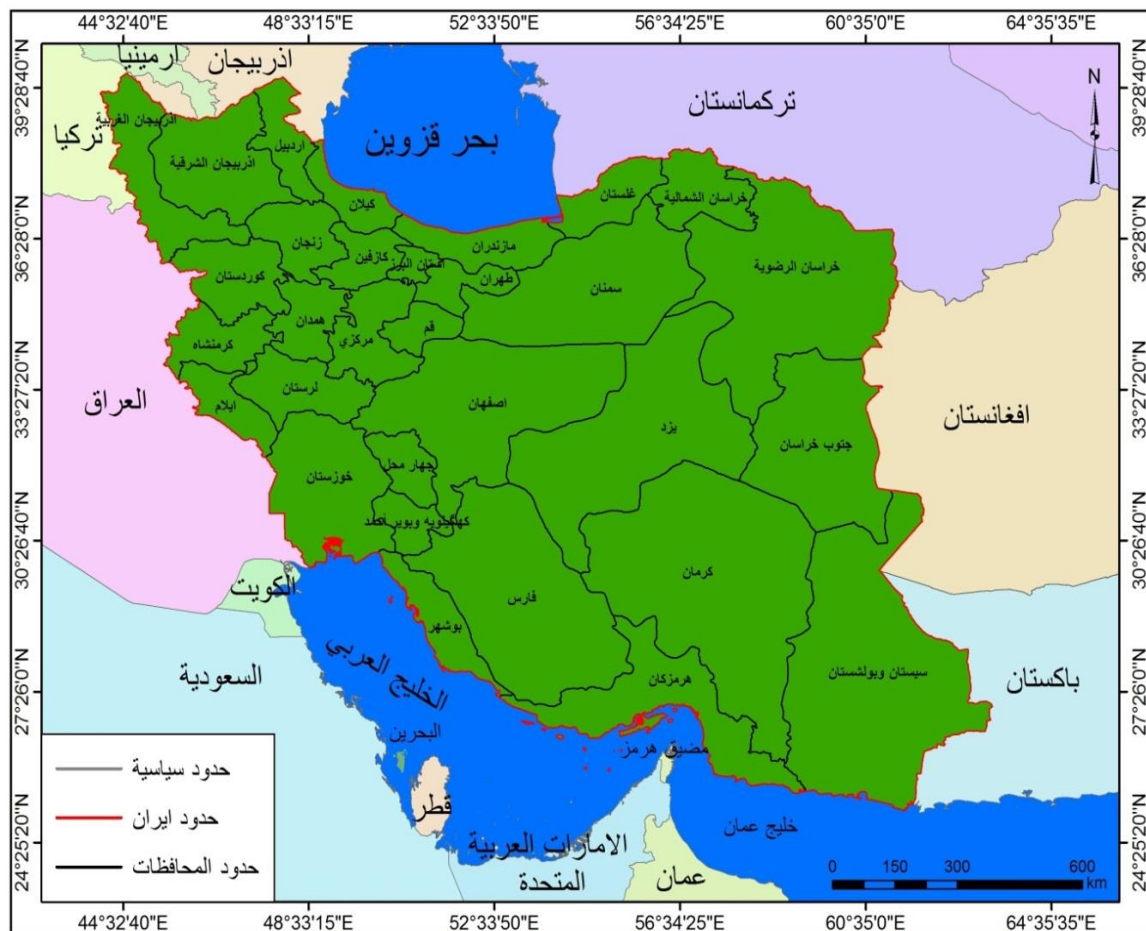 44°32'40"E 48°33'15"E 52°33'50"E 56°34'25"E 60°35'0"E 64°35'35"E
39°28'40"N
36°28'0"N
33°27'20"N
30°26'40"N
27°26'0"N
24°25'20"N
39°28'40"N
36°28'0"N
33°27'20"N
30°26'40"N
27°20'0"N
24°25'20"N
N
ارمينيا
اذربيجان
تركيا
بحر قزوين
تركمانستان
اذربيجان الغربية
اذربيجان الشرقية
اردبيل
كيلان
غلستان
خراسان الشمالية
مازندران
زنجان
كازفين
البرز
طهران
سمنان
خراسان الرضوية
كوردستان
همدان
مركزي
قم
كرمنشاه
لرستان
ايلام
اصفهان
يزد
جنوب خراسان
العراق
افغانستان
خوزستان
جهار محل
وبوير
كرمان
فارس
بوشهر
الكويت
السعودية
الخليج العربي
هرمزكان
سيستان وبولشستان
باكستان
البحرين
مضيق هرمز
قطر
خليج عمان
الامارات العربية
المتحدة
عمان
حدود سياسية
حدود ايران
حدود المحافظات
0 150 300 600
km
44°32'40"E 48°33'15"E 52°33'50"E 56°34'25"E 60°35'0"E 64°35'35"E